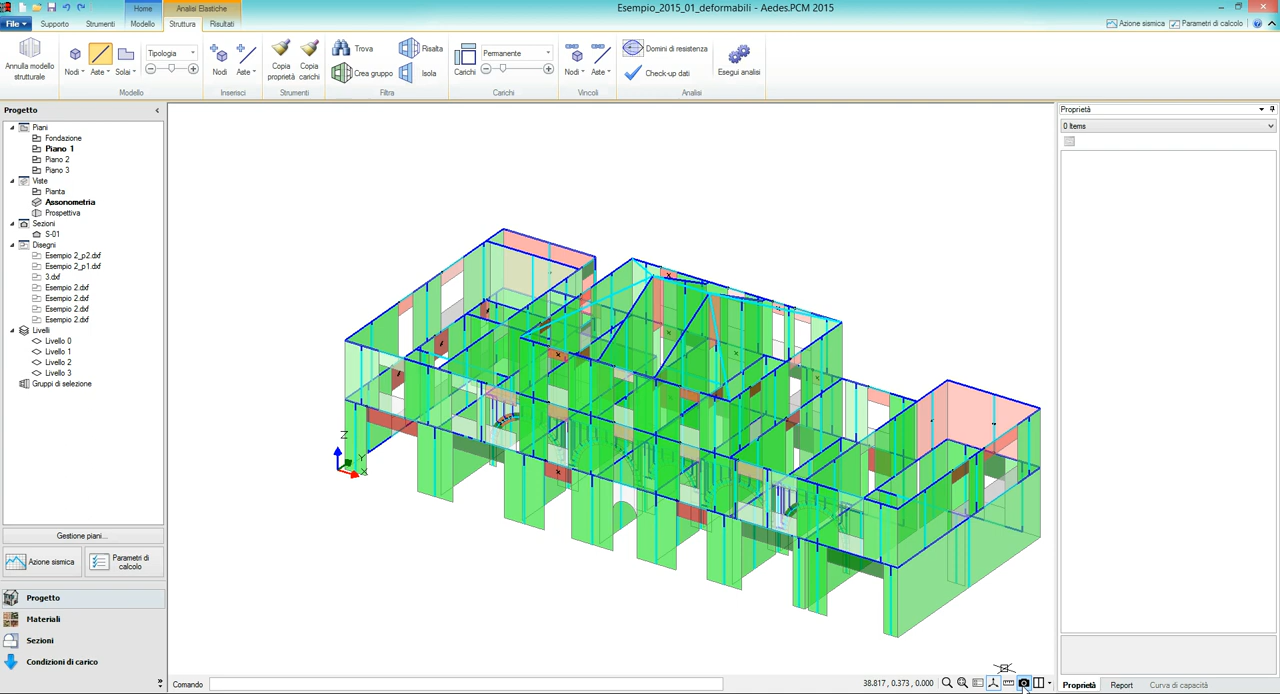 Esempio_2015_01_deformabili - Aedes.PCM 2015
Home
Analisi Elastiche
File
Supporto
Strumenti
Modello
Struttura
Risultati
Azione sismica
Parametri di calcolo
Annulla modello
strutturale
Nodi
Aste
Solai
Tipologia
Modello
Nodi
Aste
Inserisci
Copia
proprietà
Copia
carichi
Strumenti
Trova
Crea gruppo
Risalta
Isola
Filtra
Carichi
Permanente
Carichi
Nodi
Aste
Vincoli
Domini di resistenza
Check-up dati
Esegui analisi
Analisi
Progetto
Piani
Fondazione
Piano 1
Piano 2
Piano 3
Viste
Pianta
Assonometria
Prospettiva
Sezioni
S-01
Disegni
Esempio 2_p2.dxf
Esempio 2_p1.dxf
3.dxf
Esempio 2.dxf
Esempio 2.dxf
Esempio 2.dxf
Esempio 2.dxf
Livelli
Livello 0
Livello 1
Livello 2
Livello 3
Gruppi di selezione
Gestione piani...
Azione sismica
Parametri di
calcolo
Progetto
Materiali
Sezioni
Condizioni di carico
Z
Y
X
Proprietà
0 Items
Comando
38.817, 0.373, 0.000
Proprietà
Report
Curva di capacità